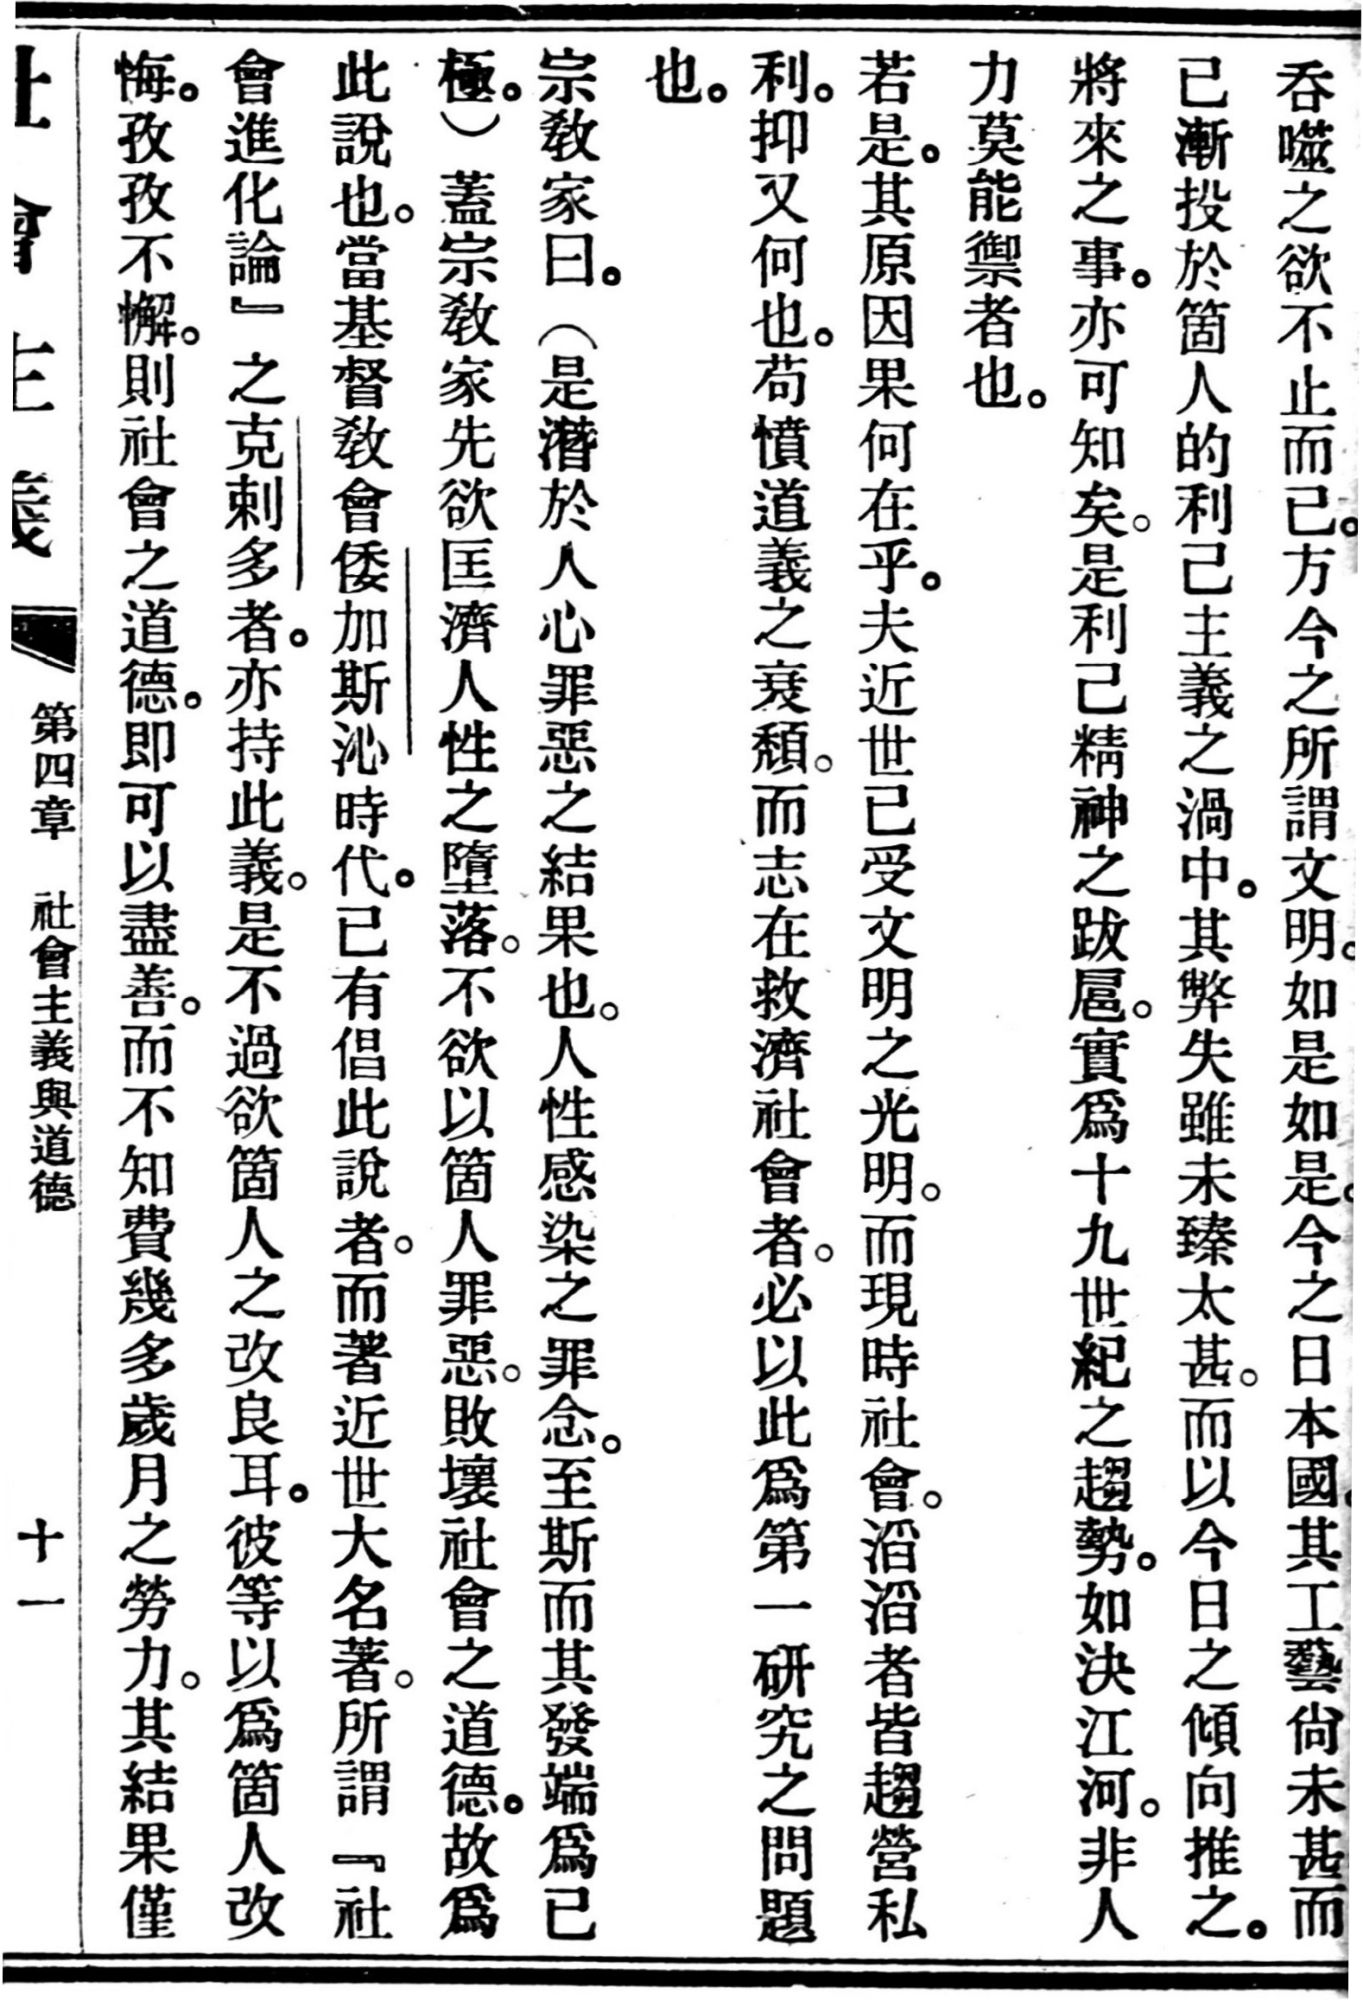 吞噬之欲不止而已。方今之所謂文明。如是如是。今之日本國。其工藝尙未甚而
已漸投於箇人的利己主義之渦中。其弊失雖未臻太甚。而以今日之傾向推之。
將來之事。亦可知矣。是利己精神之跋扈。實爲十九世紀之趨勢。如決江河。非人
力莫能禦者也。
若是。其原因果何在乎。夫近世已受文明之光明。而現時社會。滔滔者皆趨營私
利。抑又何也。苟憤道義之衰頹。而志在救濟社會者。必以此爲第一硏究之問題
也。
宗敎家曰。（是潛於人心罪惡之結果也。人性感染之罪念。至斯而其發端爲已
極。）蓋宗敎家先欲匡濟人性之墮落。不欲以箇人罪惡。敗壞社會之道德。故爲
此說也。當基督敎會倭加斯沁時代。已有倡此說者。而著近世大名著。所謂『社
會進化論』之克剌多者。亦持此義。是不過欲箇人之改良耳。彼等以爲箇人改
悔。孜孜不懈。則社會之道德。卽可以盡善。而不知費幾多歲月之勞力。其結果僅
社會主義 第四章 社會主義與道德 十一